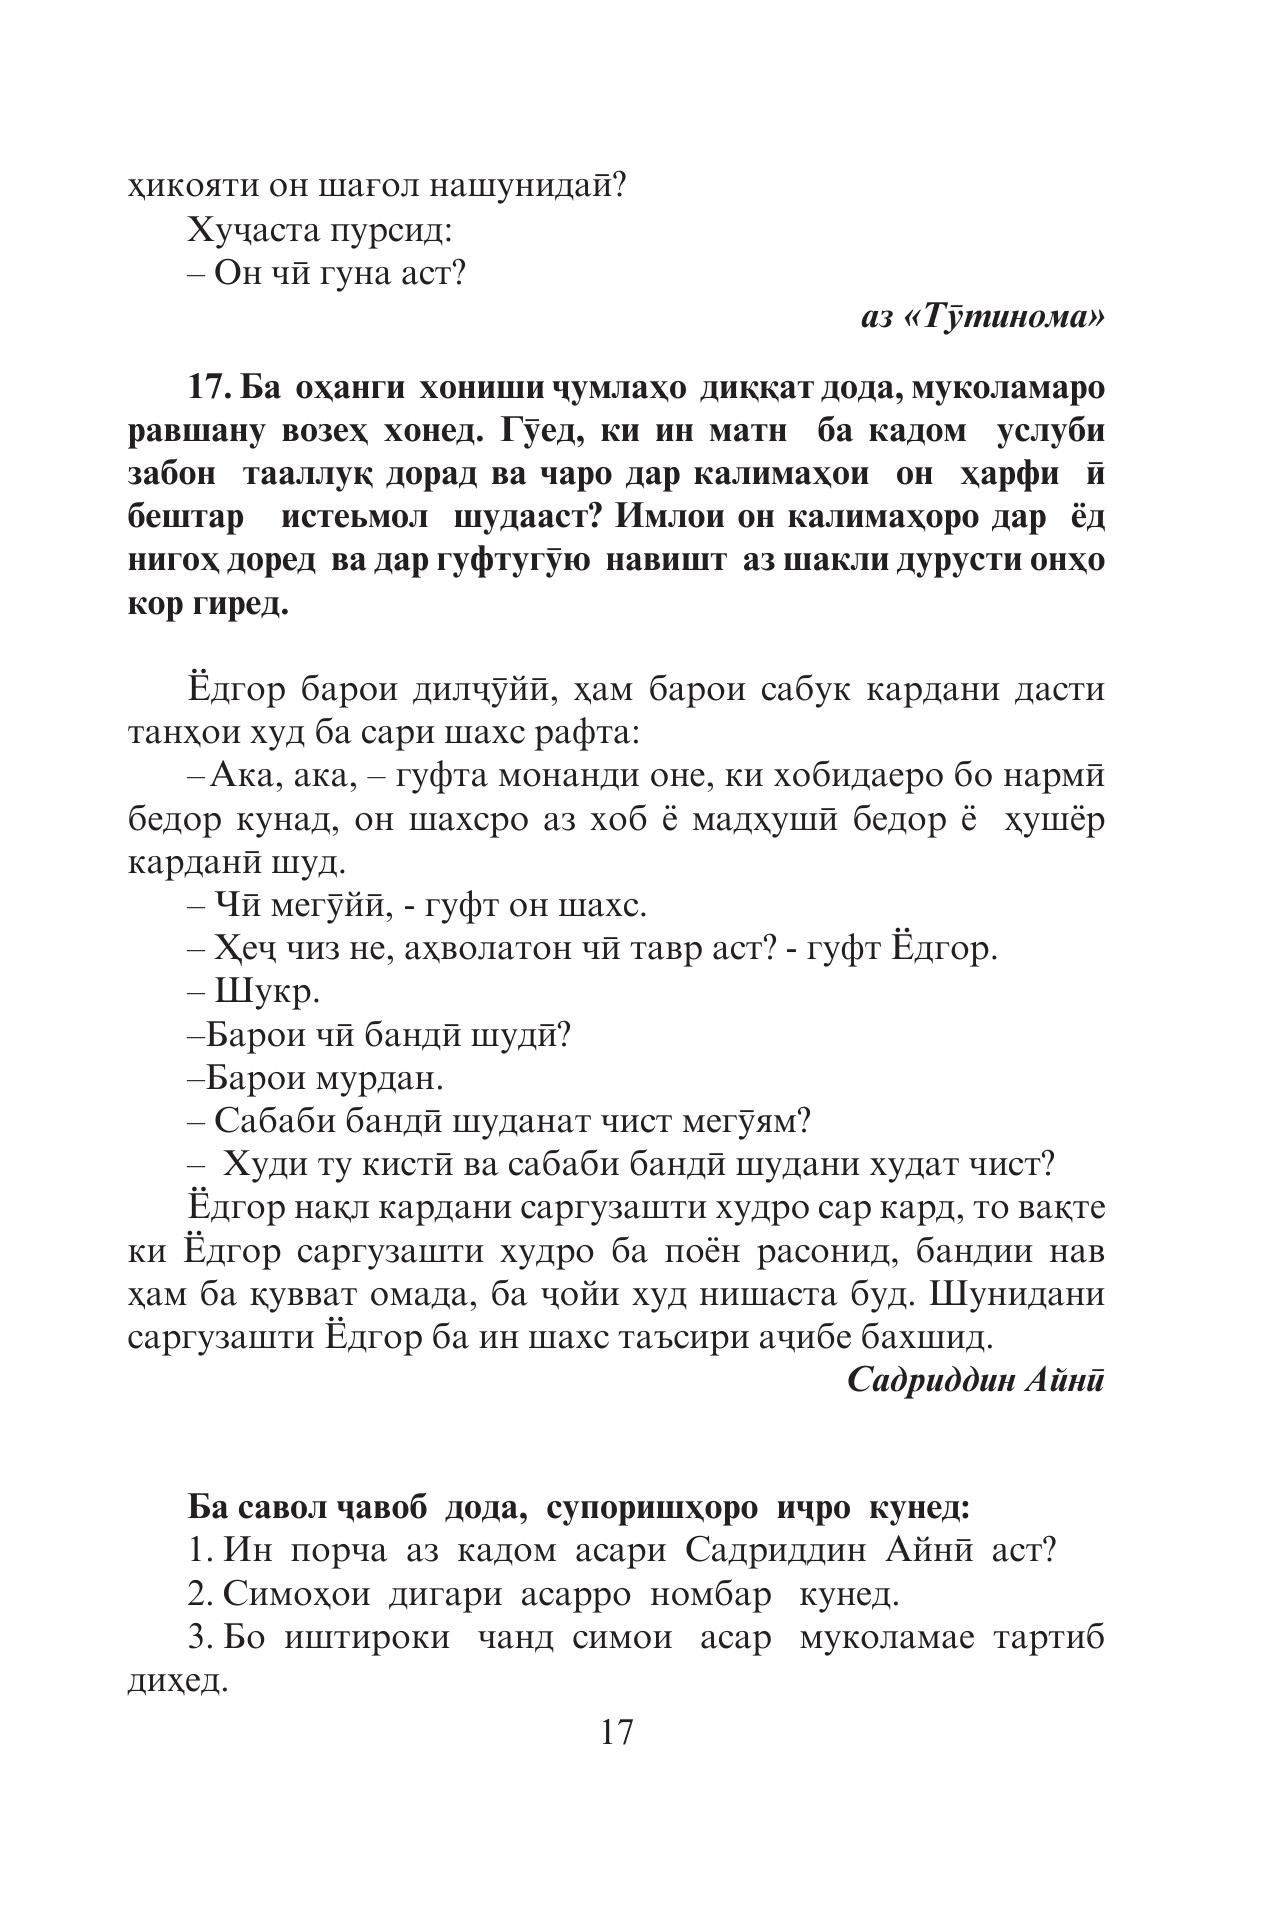 ҳикояти он шағол нашунидаӣ?
Хуҷаста пурсид:
– Он чӣ гуна аст?
аз «Тӯтинома»
17. Ба оҳанги хониши ҷумлаҳо диққат дода, муколамаро
равшану возеҳ хонед. Гӯед, ки ин матн ба кадом услуби
забон тааллуқ дорад ва чаро дар калимаҳои он ҳарфи ӣ
бештар истеьмол шудааст? Имлои он калимаҳоро дар ёд
нигоҳ доред ва дар гуфтугӯю навишт аз шакли дурусти онҳо
кор гиред.
Ёдгор барои дилҷӯйӣ, ҳам барои сабук кардани дасти
танҳои худ ба сари шахс рафта:
– Ака, ака, – гуфта монанди оне, ки хобидаеро бо нармӣ
бедор кунад, он шахсро аз хоб ё мадҳушӣ бедор ё ҳушёр
карданӣ шуд.
– Чӣ мегӯйӣ, - гуфт он шахс.
– Ҳеҷ чиз не, аҳволатон чӣ тавр аст? - гуфт Ёдгор.
– Шукр.
–Барои чӣ бандӣ шудӣ?
–Барои мурдан.
– Сабаби бандӣ шуданат чист мегӯям?
– Худи ту кистӣ ва сабаби бандӣ шудани худат чист?
Ёдгор нақл кардани саргузашти худро сар кард, то вақте
ки Ёдгор саргузашти худро ба поён расонид, бандии нав
ҳам ба қувват омада, ба ҷойи худ нишаста буд. Шунидани
саргузашти Ёдгор ба ин шахс таъсири аҷибе бахшид.
Садриддин Айнӣ
Ба савол ҷавоб дода, супоришҳоро иҷро кунед:
1. Ин порча аз кадом асари Садриддин Айнӣ аст?
2. Симоҳои дигари асарро номбар кунед.
3. Бо иштироки чанд симои асар муколамае тартиб
диҳед.
17